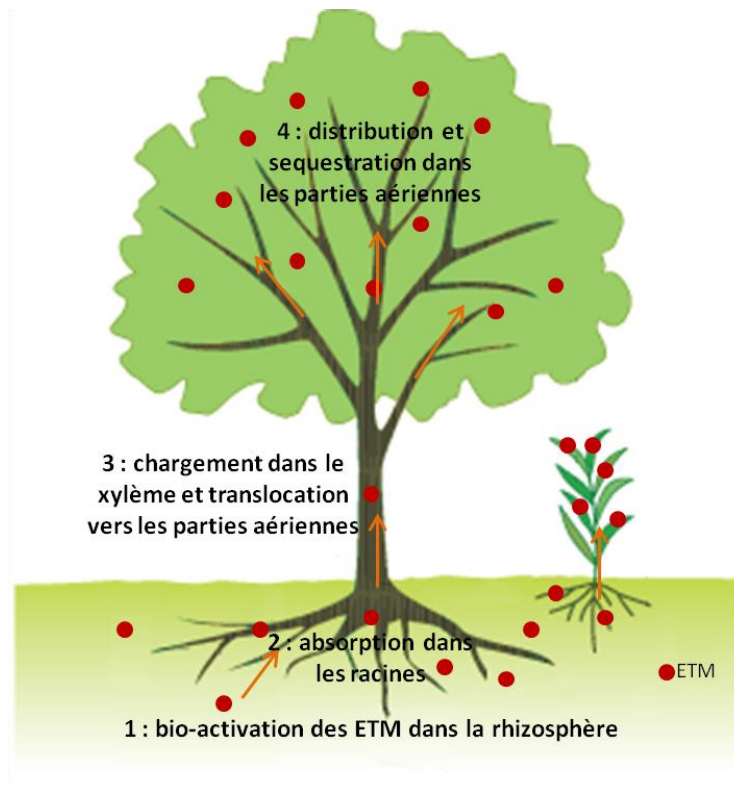 4 : distribution et
sequestration dans
les parties aériennes
3 : chargement dans le
xylème et translocation
vers les parties aériennes
2 : absorption dans
les racines
ETM
1 : bio-activation des ETM dans la rhizosphère